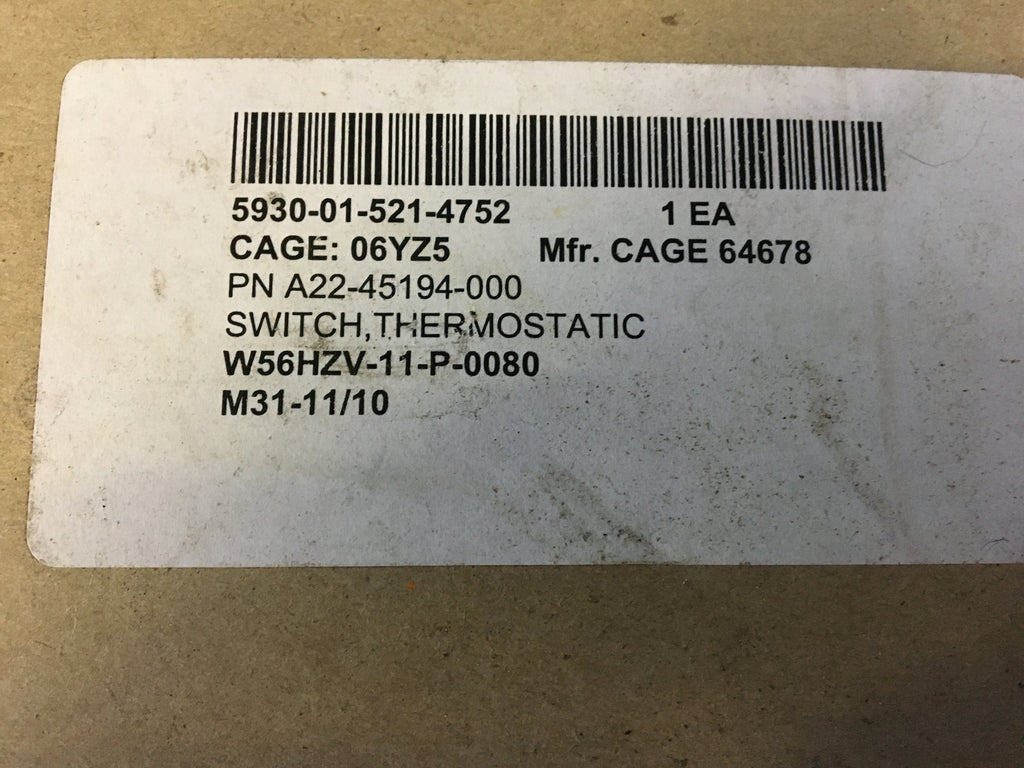 5930-01-521-4752 1 EA
CAGE: 06YZ5 Mfr. CAGE 64678
PN A22-45194-000
SWITCH,THERMOSTATIC
W56HZV-11-P-0080
M31-11/10